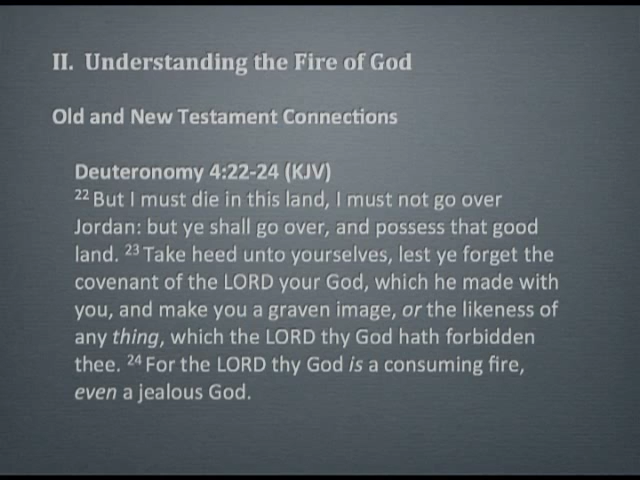 II. Understanding the Fire of God
Old and New Testament Connections
Deuteronomy 4:22-24 (KJV)
22 But I must die in this land, I must not go over
Jordan: but ye shall go over, and possess that good
land. 23 Take heed unto yourselves, lest ye forget the
covenant of the LORD your God, which he made with
you, and make you a graven image, or the likeness of
any thing, which the LORD thy God hath forbidden
thee. 24 For the LORD thy God is a consuming fire,
even a jealous God.